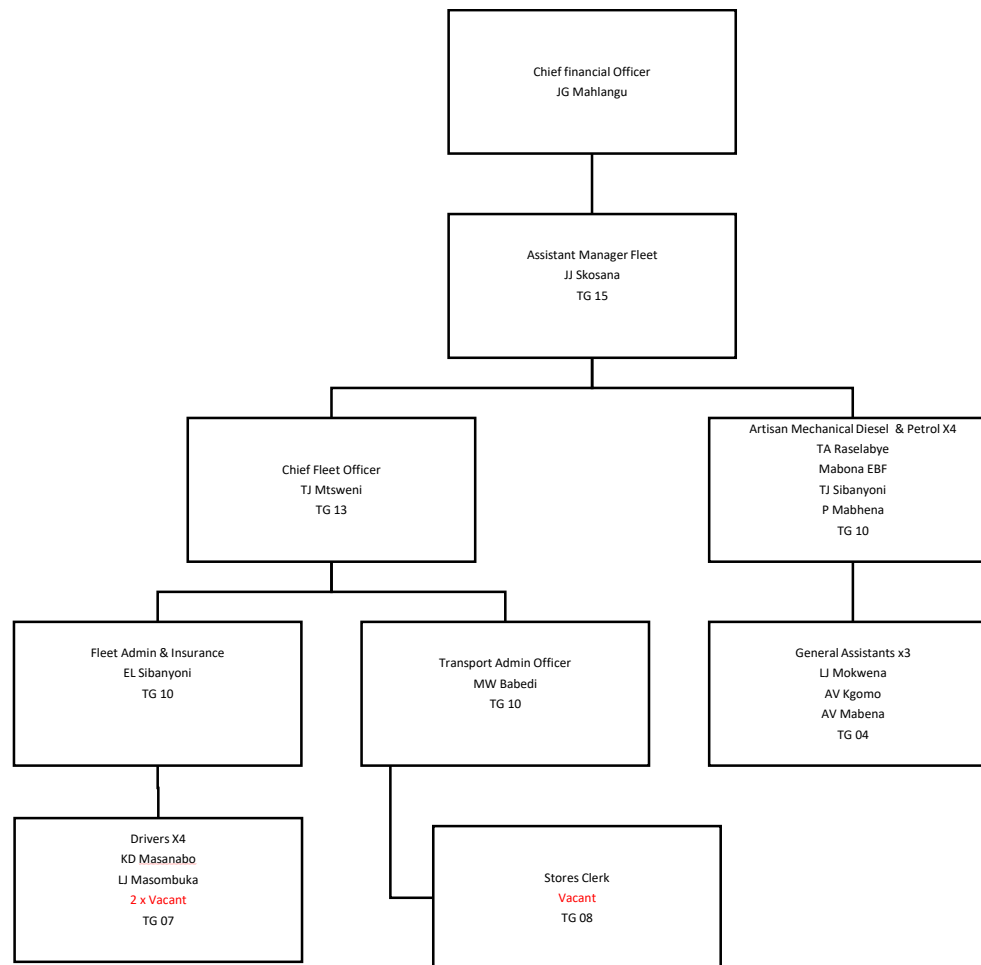 Chief financial Officer
JG Mahlangu
Assistant Manager Fleet
JJ Skosana
TG 15
Chief Fleet Officer
TJ Mtsweni
TG 13
Artisan Mechanical Diesel & Petrol X4
TA Raselabye
Mabona EBF
TJ Sibanyoni
P Mabhena
TG 10
Fleet Admin & Insurance
EL Sibanyoni
TG 10
Transport Admin Officer
MW Babedi
TG 10
General Assistants x3
LJ Mokwena
AV Kgomo
AV Mabena
TG 04
Drivers X4
KD Masanabo
LJ Masombuka
2 x Vacant
TG 07
Stores Clerk
Vacant
TG 08